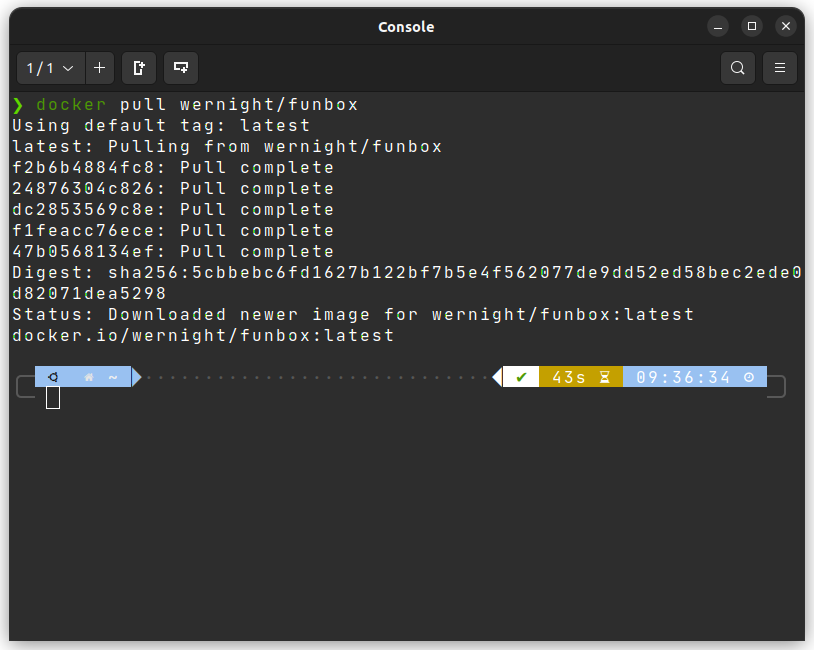 Console
1/1
❯ docker pull wernight/funbox
Using default tag: latest
latest: Pulling from wernight/funbox
f2b6b4884fc8: Pull complete
24876304c826: Pull complete
dc2853569c8e: Pull complete
f1feacc76ece: Pull complete
47b0568134ef: Pull complete
Digest: sha256:5cbbebc6fd1627b122bf7b5e4f562077de9dd52ed58bec2ede0
d82071dea5298
Status: Downloaded newer image for wernight/funbox:latest
docker.io/wernight/funbox:latest
~ ✔ 43s 09:36:34